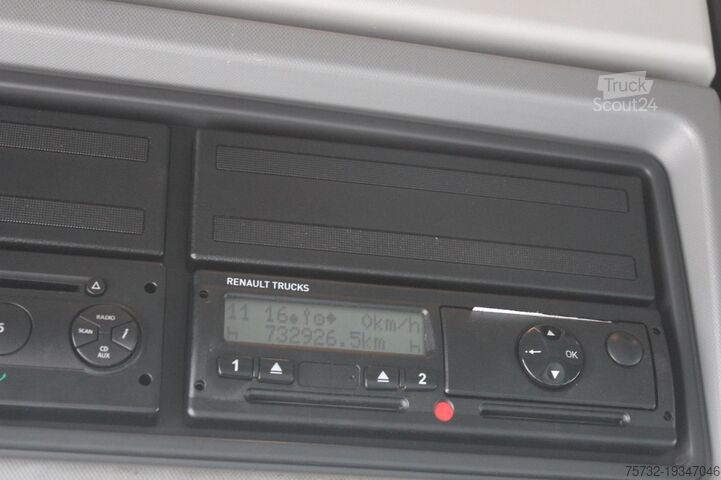 Truck
Scout24
RENAULT TRUCKS
11 16 0km/h
h 732926.5km h
1
2
OK
RADIO
SCAN
i
CD
AUX
75732-19347046